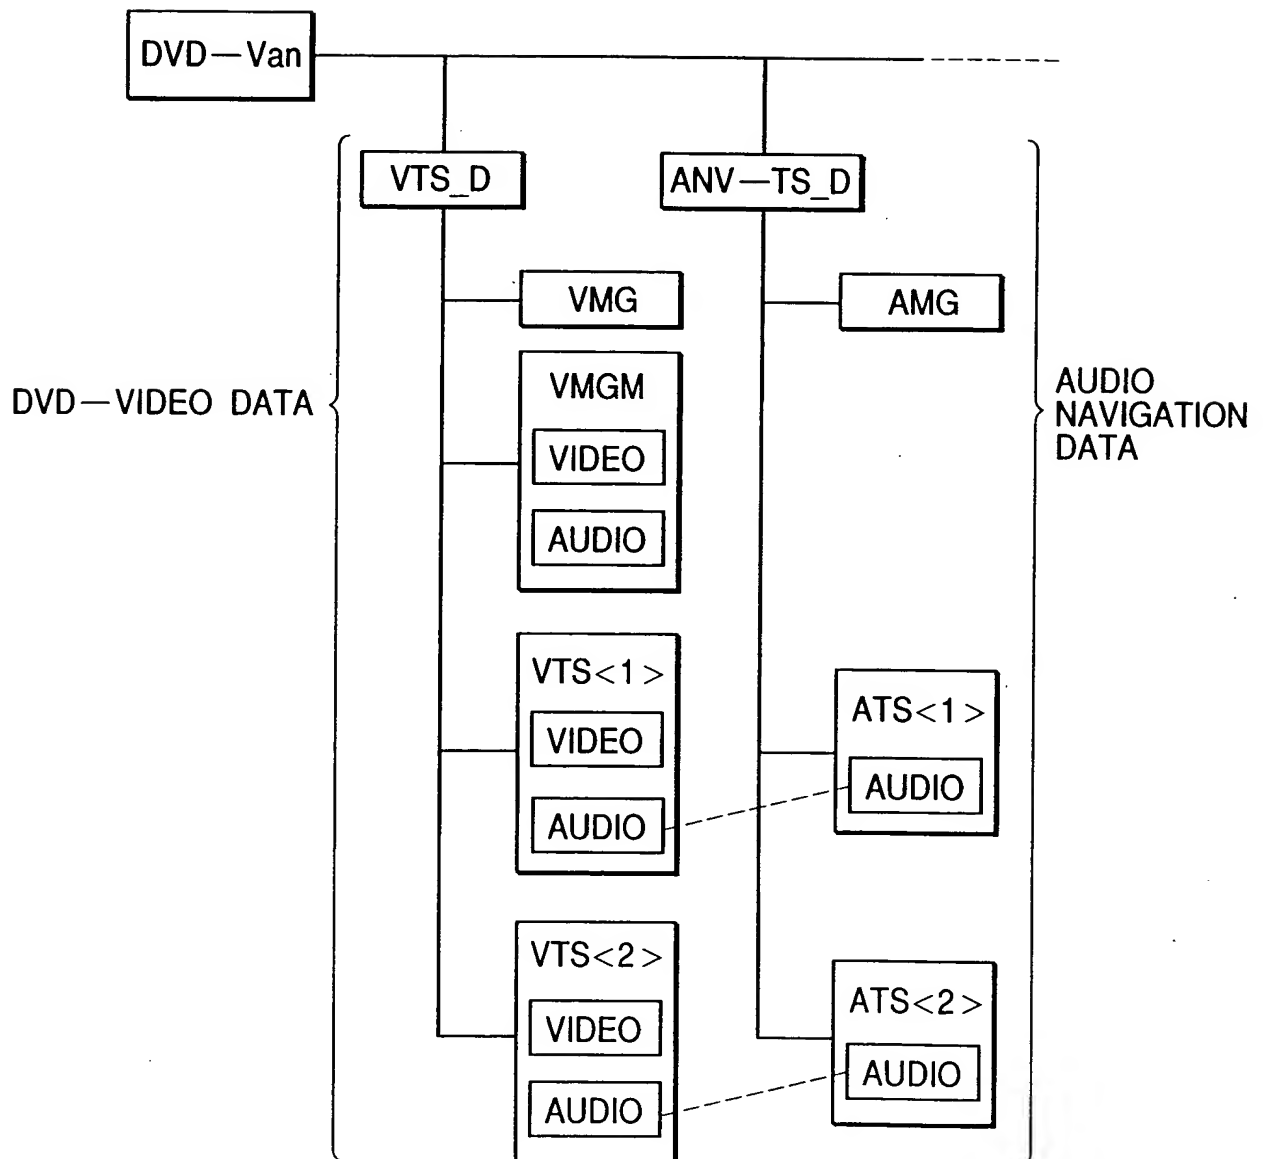 DVD—Van
VTS_D
ANV—TS_D
VMG
AMG
VMGM
VIDEO
AUDIO
DVD—VIDEO DATA
AUDIO
NAVIGATION
DATA
VTS<1>
VIDEO
AUDIO
ATS<1>
AUDIO
VTS<2>
VIDEO
AUDIO
ATS<2>
AUDIO